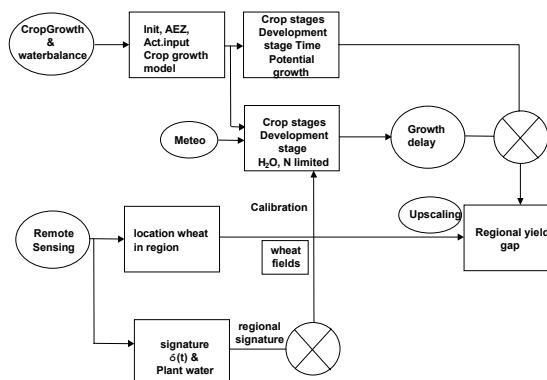 CropGrowth
&
waterbalance
Init, AEZ,
Act.input
Crop growth
model
Crop stages
Development
stage Time
Potential
growth
Meteo
Crop stages
Development
stage
H₂O, N limited
Growth
delay
Calibration
Upscaling
Remote
Sensing
location wheat
in region
wheat
fields
Regional yield
gap
signature
σ(t) &
Plant water
regional
signature